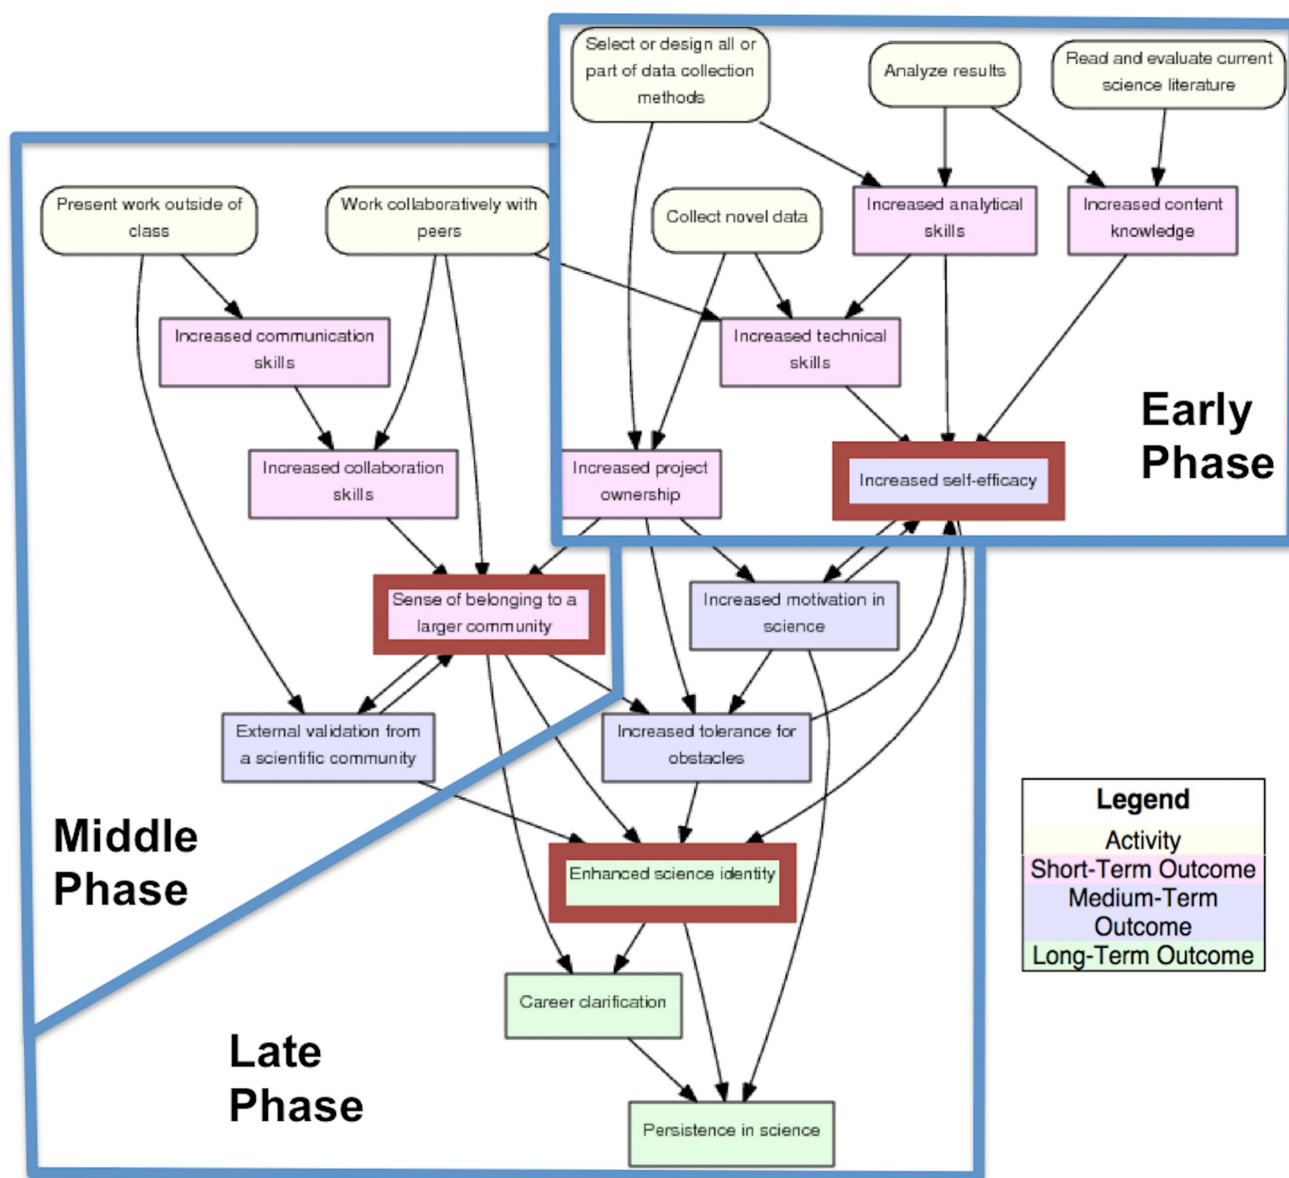 Select or design all or
part of data collection
methods
Analyze results
Read and evaluate current
science literature
Present work outside of
class
Work collaboratively with
peers
Collect novel data
Increased analytical
skills
Increased content
knowledge
Increased communication
skills
Increased technical
skills
Early
Phase
Increased collaboration
skills
Increased project
ownership
Increased self-efficacy
Sense of belonging to a
larger community
Increased motivation in
science
External validation from
a scientific community
Increased tolerance for
obstacles
Middle
Phase
Enhanced science identity
Career clarification
Late
Phase
Persistence in science
Legend
Activity
Short-Term Outcome
Medium-Term
Outcome
Long-Term Outcome